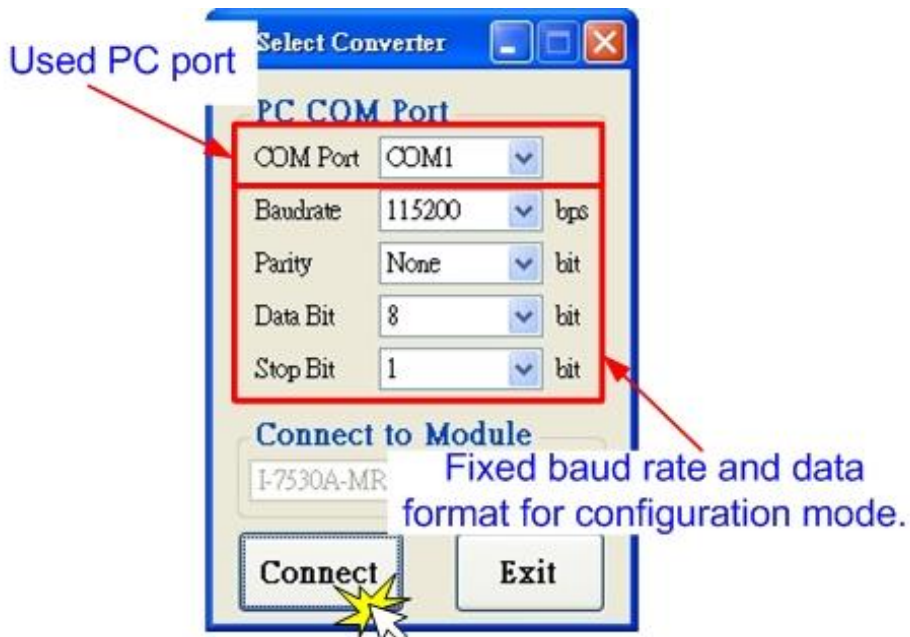 Select Converter
Used PC port
PC COM Port
COM Port COM1
Baudrate 115200 bps
Parity None bit
Data Bit 8 bit
Stop Bit 1 bit
Connect to Module
I-7530A-MR
Fixed baud rate and data
format for configuration mode.
Connect Exit